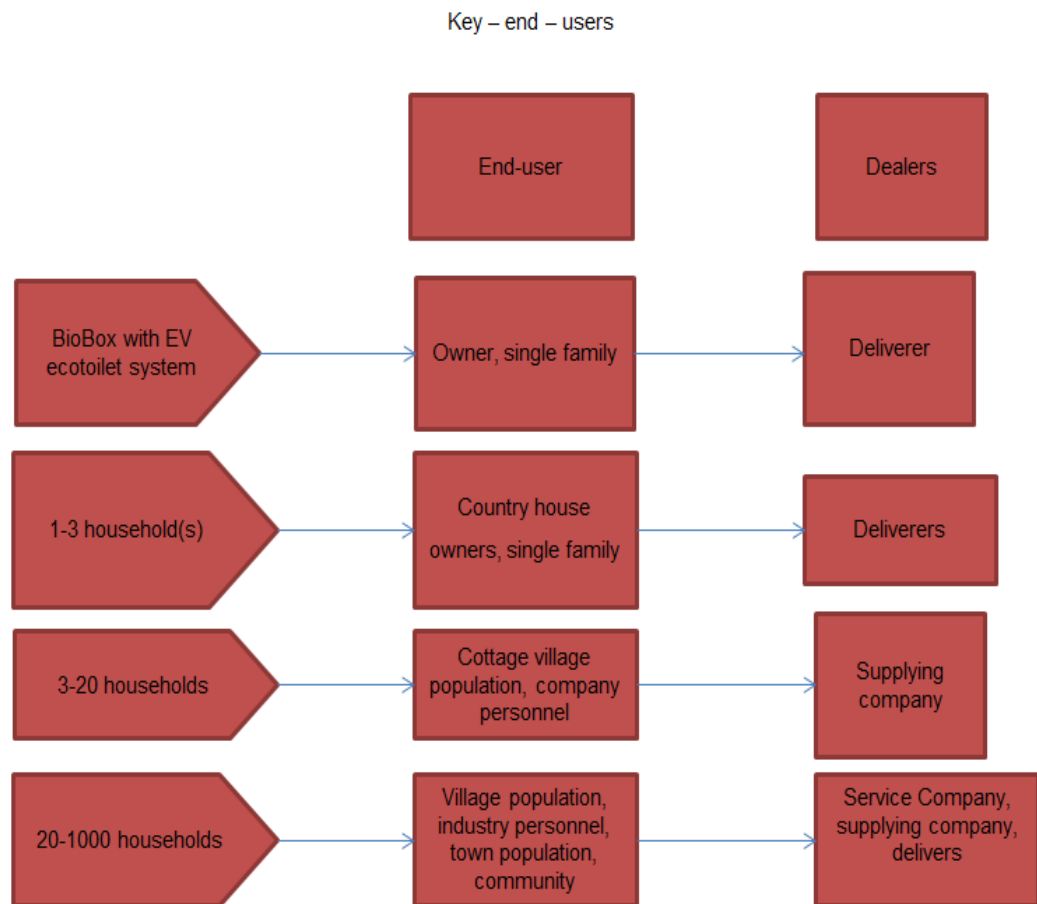 Key – end – users
End-user
Dealers
BioBox with EV
ecotoilet system
Owner, single family
Deliverer
1-3 household(s)
Country house
owners, single family
Deliverers
3-20 households
Cottage village
population, company
personnel
Supplying
company
20-1000 households
Village population,
industry personnel,
town population,
community
Service Company,
supplying company,
delivers